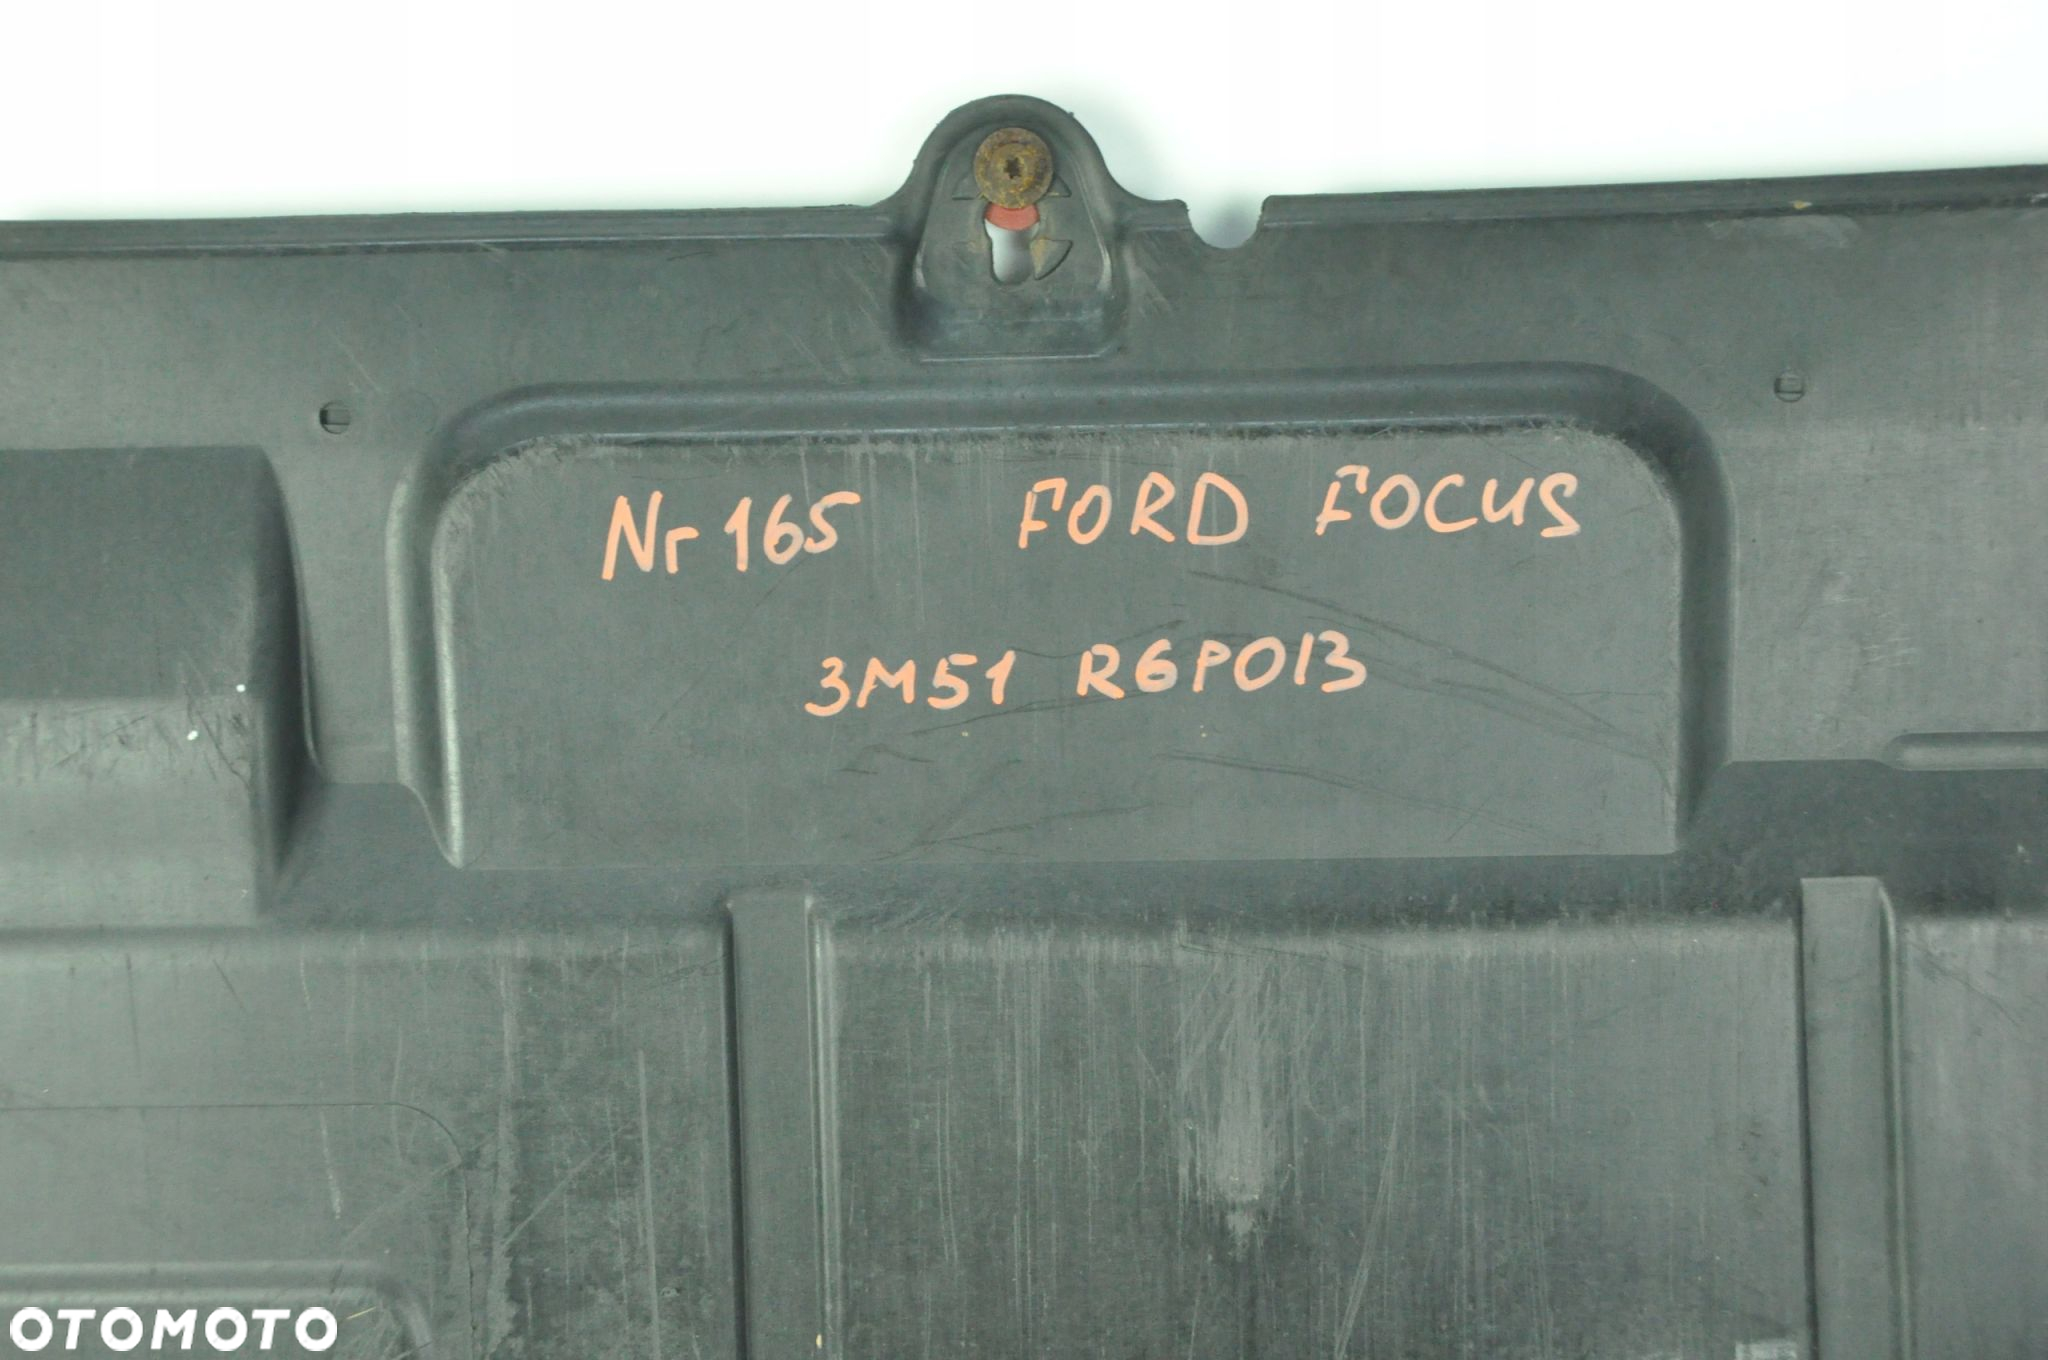 Nr 165 FORD FOCUS
3M51 R6P013
OTOMOTO